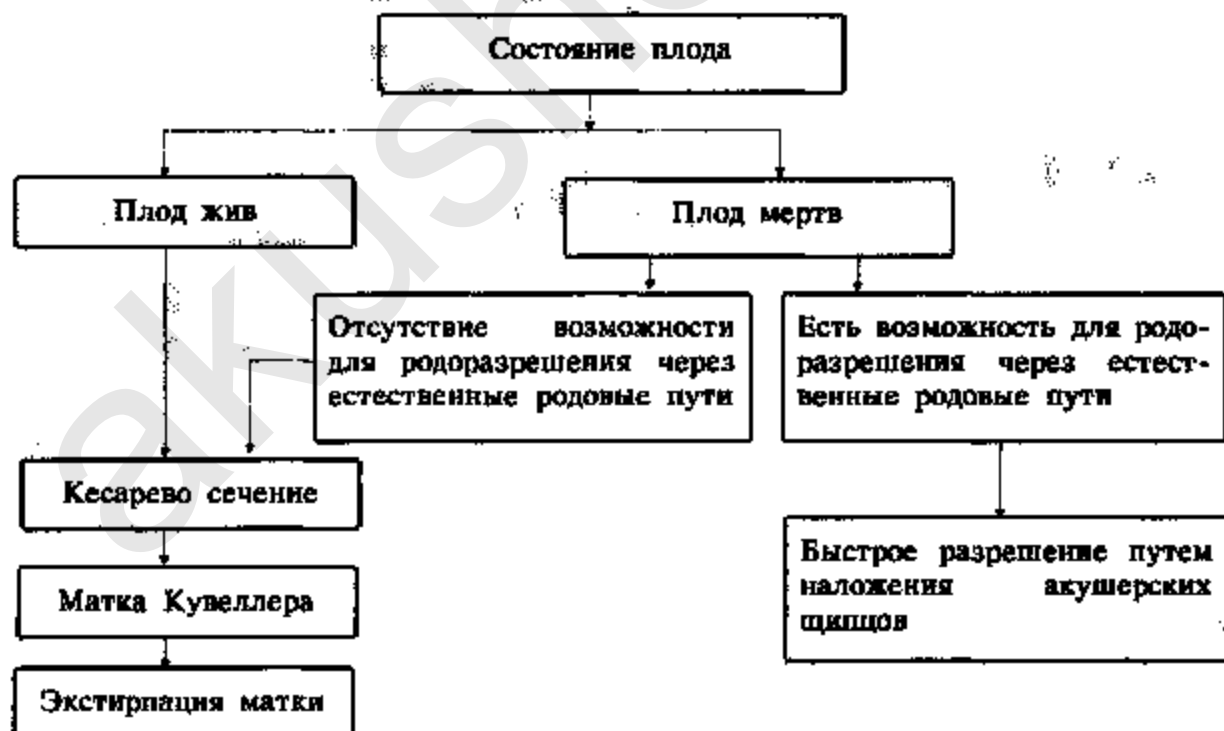 Состояние плода
Плод жив
Плод мертв
Отсутствие возможности
для родоразрешения через
естественные родовые пути
Есть возможность для родо-
разрешения через естест-
венные родовые пути
Кесарево сечение
Быстрое разрешение путем
наложения акушерских
щипцов
Матка Кувеллера
Экстирпация матки
akush